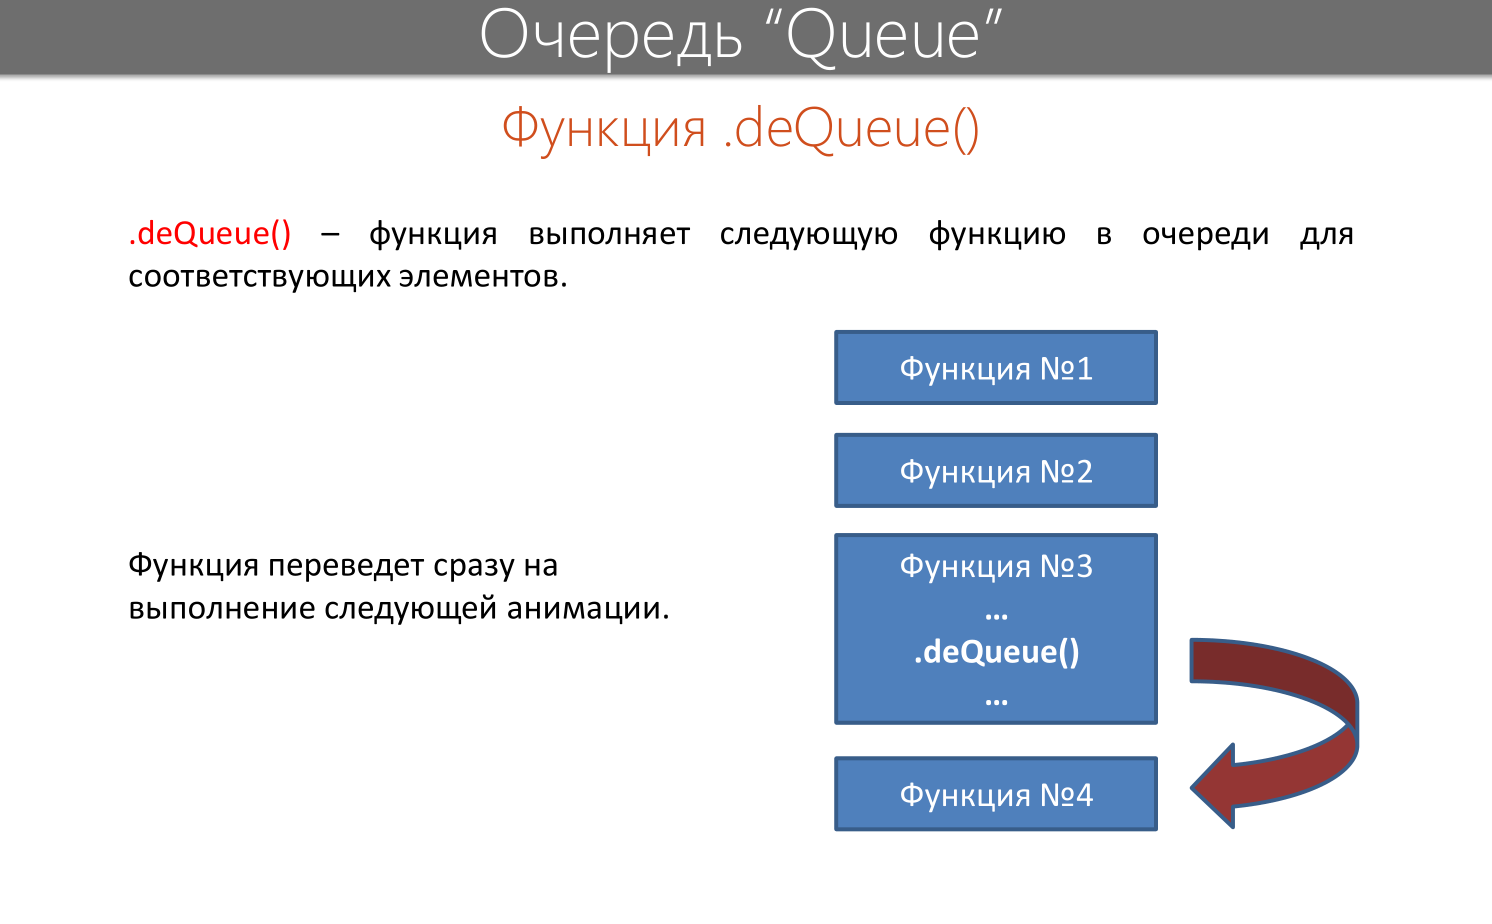 Очередь “Queue”
Функция .deQueue()
.deQueue() – функция выполняет следующую функцию в очереди для
соответствующих элементов.
Функция №1
Функция №2
Функция переведет сразу на
выполнение следующей анимации.
Функция №3
...
.deQueue()
...
Функция №4